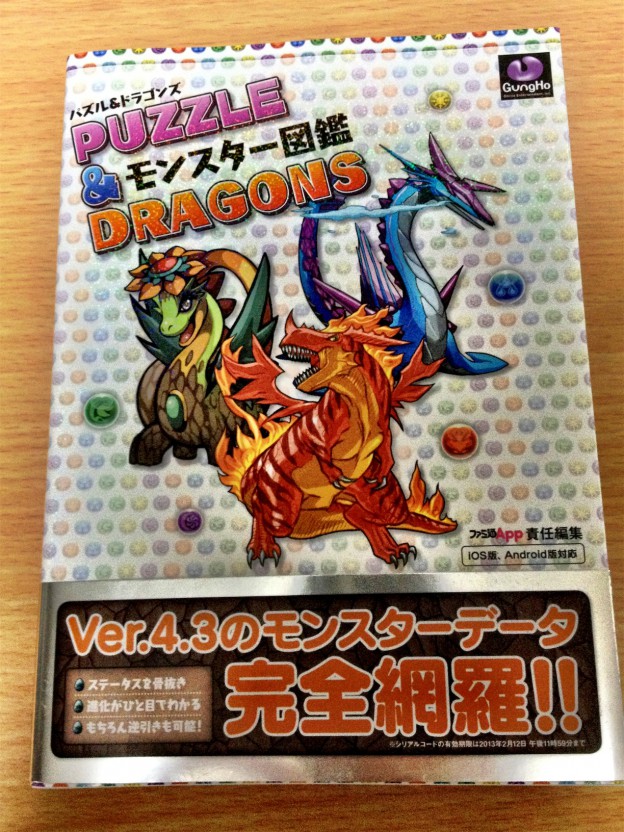 GungHo
Online Entertainment, Inc.
パズル&ドラゴンズ
PUZZLE
&モンスター図鑑
DRAGONS
ファミ通App 責任編集
iOS版、Android版対応
Ver.4.3のモンスターデータ
完全網羅!!
ステータスを骨抜き
進化がひと目でわかる
もちろん逆引きも可能!
※シリアルコードの有効期限は2013年2月12日 午後11時59分まで